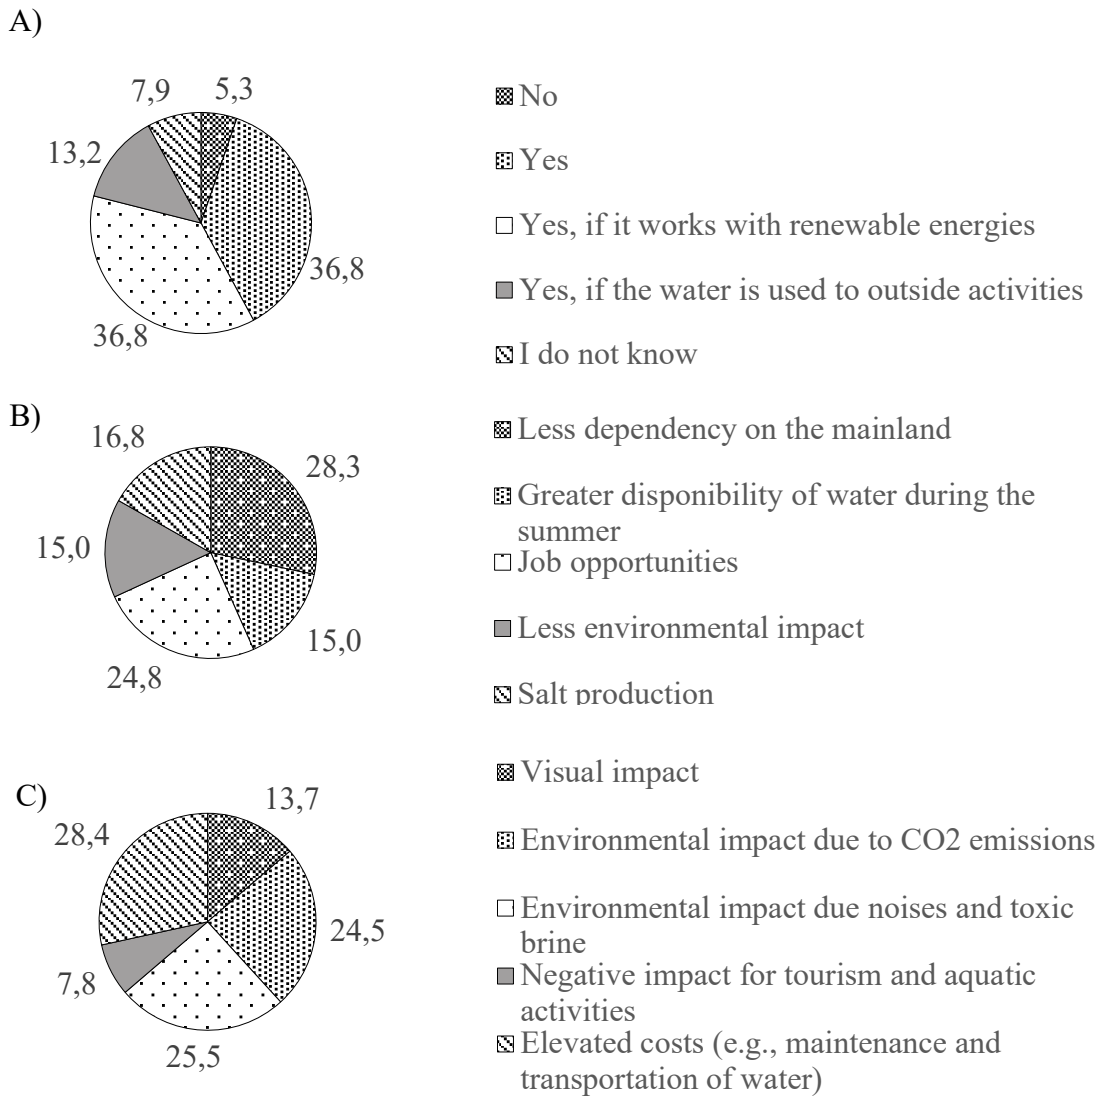 A)
7,9
5,3
13,2
36,8
36,8
No
Yes
Yes, if it works with renewable energies
Yes, if the water is used to outside activities
I do not know
B)
16,8
28,3
15,0
15,0
24,8
Less dependency on the mainland
Greater disponibility of water during the
summer
Job opportunities
Less environmental impact
Salt production
C)
13,7
28,4
24,5
7,8
25,5
Visual impact
Environmental impact due to CO2 emissions
Environmental impact due noises and toxic
brine
Negative impact for tourism and aquatic
activities
Elevated costs (e.g., maintenance and
transportation of water)